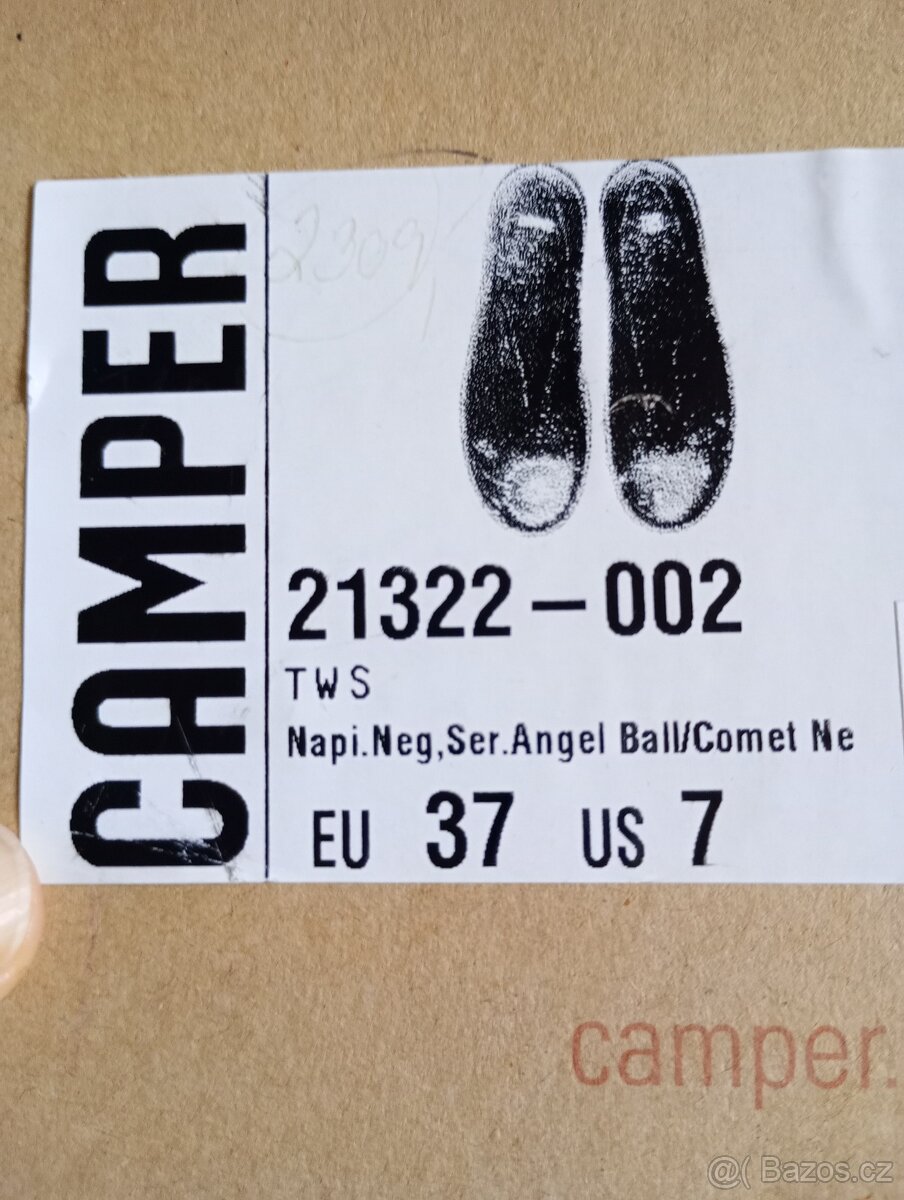 CAMPER
2309
21322-002
TWS
Napi.Neg,Ser.Angel Ball/Comet Ne
EU 37 US 7
camper.
@( Bazos.cz